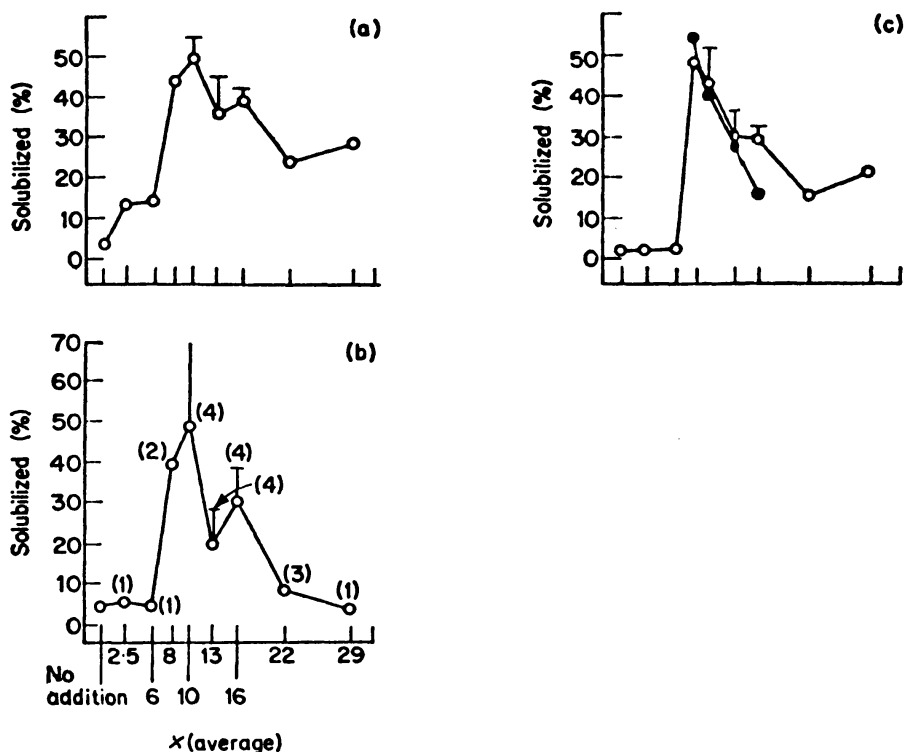 (a)
Solubilized (%)
50
40
30
20
10
0
(c)
Solubilized (%)
50
40
30
20
10
0
(b)
Solubilized (%)
70
60
50
40
30
20
10
0
(1)
(1)
(2)
(4)
(4)
(4)
(3)
(1)
2·5 8 13 22 29
No
addition 6 10 16
x (average)